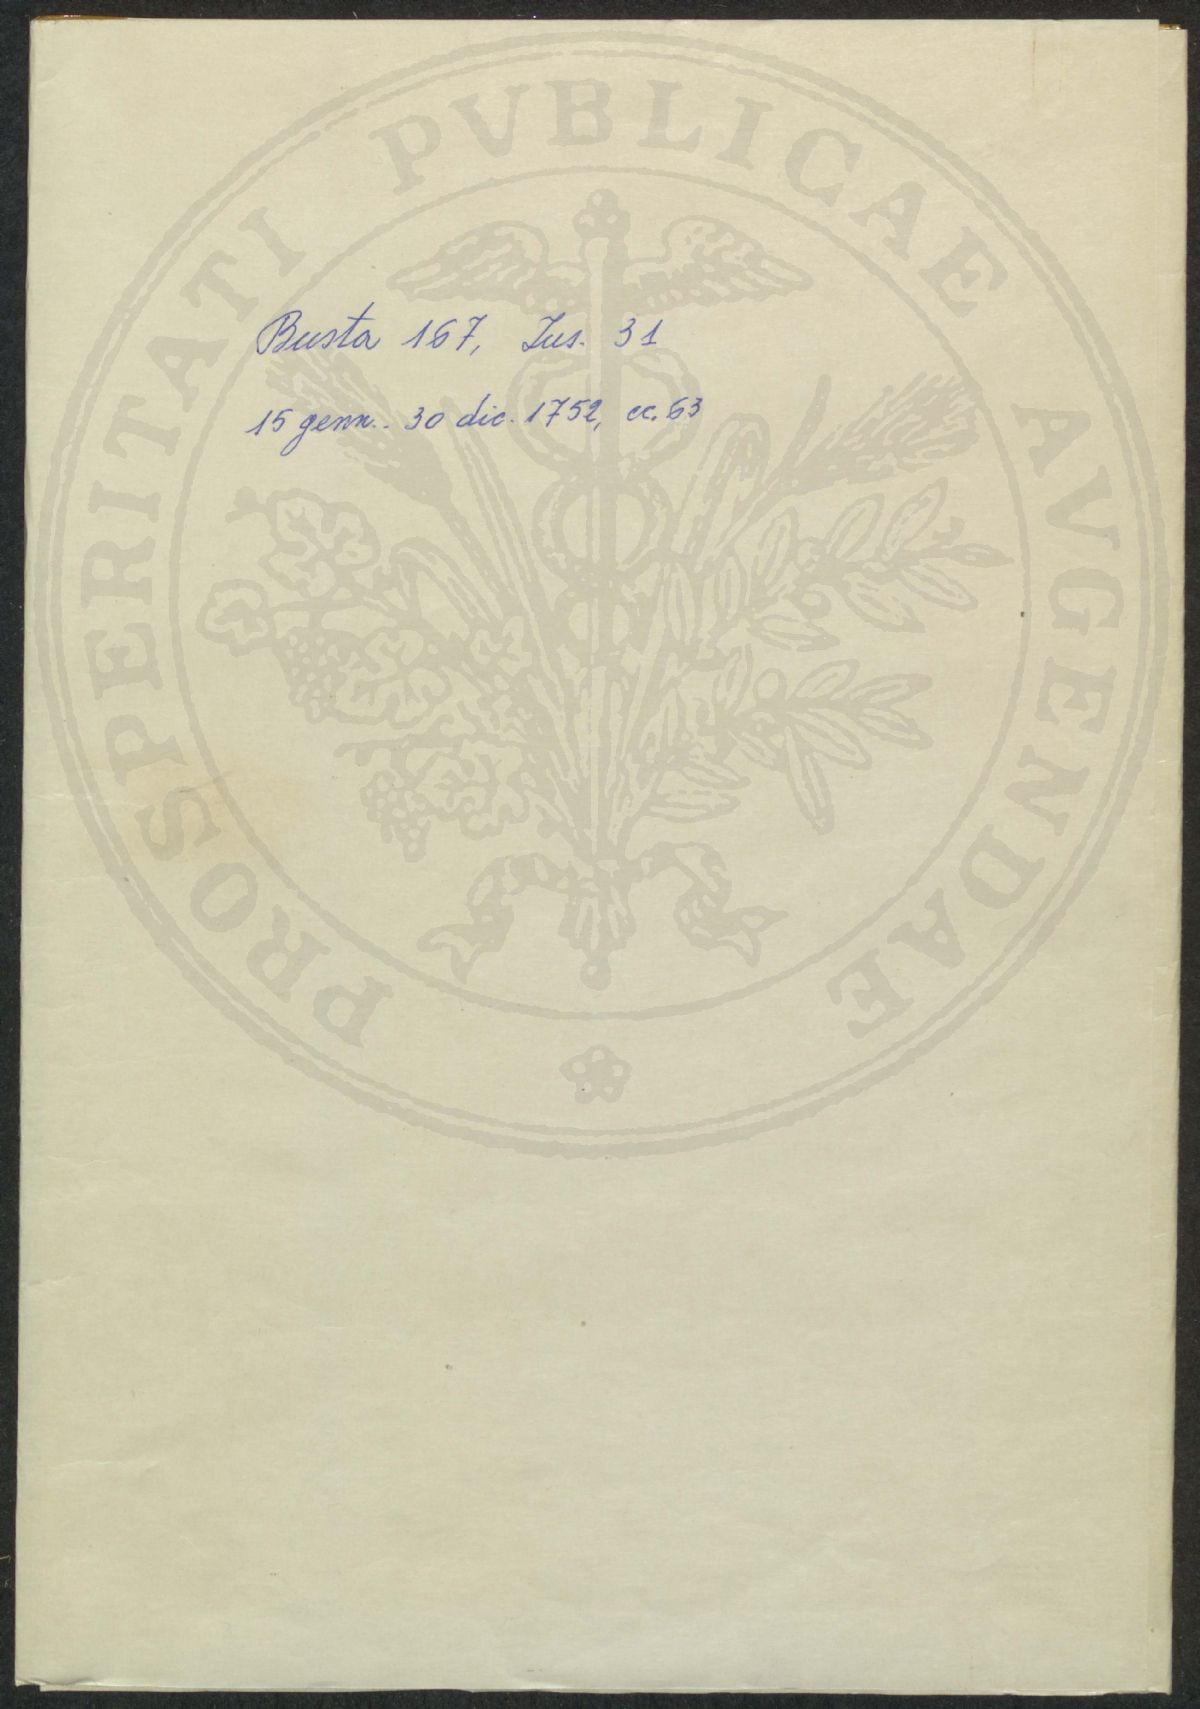 PROSPERITATI PVBLICAE AVGENDAE
Busta 167, Ins. 31
15 genn.. 30 dic. 1752, cc. 63